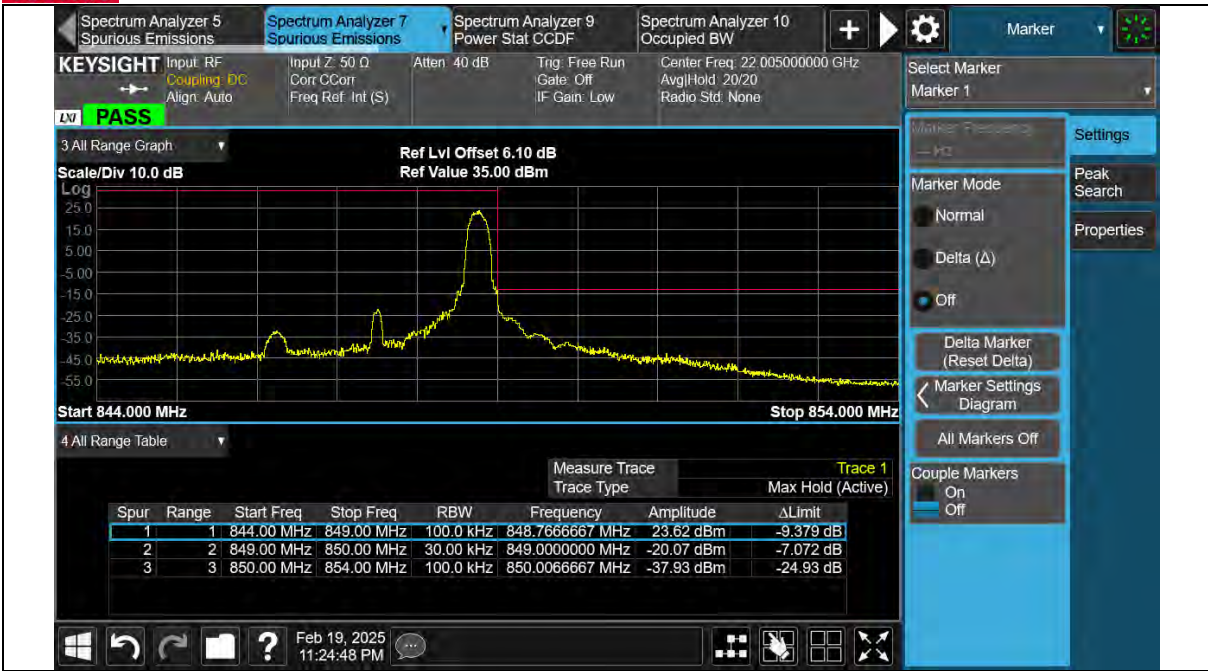 Spectrum Analyzer 5
Spurious Emissions
Spectrum Analyzer 7
Spurious Emissions
Spectrum Analyzer 9
Power Stat CCDF
Spectrum Analyzer 10
Occupied BW
+
Marker
KEYSIGHT
Input: RF
Coupling: DC
Align: Auto
Input Z: 50 Ω
Corr CCorr
Freq Ref: Int (S)
Atten: 40 dB
Trig: Free Run
Gate: Off
IF Gain: Low
Center Freq: 22.005000000 GHz
Avg|Hold: 20/20
Radio Std: None
LXI PASS
Select Marker
Marker 1
3 All Range Graph
Scale/Div 10.0 dB
Ref Lvl Offset 6.10 dB
Ref Value 35.00 dBm
Log
25.0
15.0
5.00
-5.00
-15.0
-25.0
-35.0
-45.0
-55.0
Start 844.000 MHz
Stop 854.000 MHz
4 All Range Table
Measure Trace Trace 1
Trace Type Max Hold (Active)
Spur Range Start Freq Stop Freq RBW Frequency Amplitude ΔLimit
1 1 844.00 MHz 849.00 MHz 100.0 kHz 848.7666667 MHz 23.62 dBm -9.379 dB
2 2 849.00 MHz 850.00 MHz 30.00 kHz 849.0000000 MHz -20.07 dBm -7.072 dB
3 3 850.00 MHz 854.00 MHz 100.0 kHz 850.0066667 MHz -37.93 dBm -24.93 dB
Marker Frequency
--- Hz
Marker Mode
Normal
Delta (Δ)
Off
Delta Marker
(Reset Delta)
Marker Settings
Diagram
All Markers Off
Couple Markers
On
Off
Settings
Peak
Search
Properties
?
Feb 19, 2025
11:24:48 PM